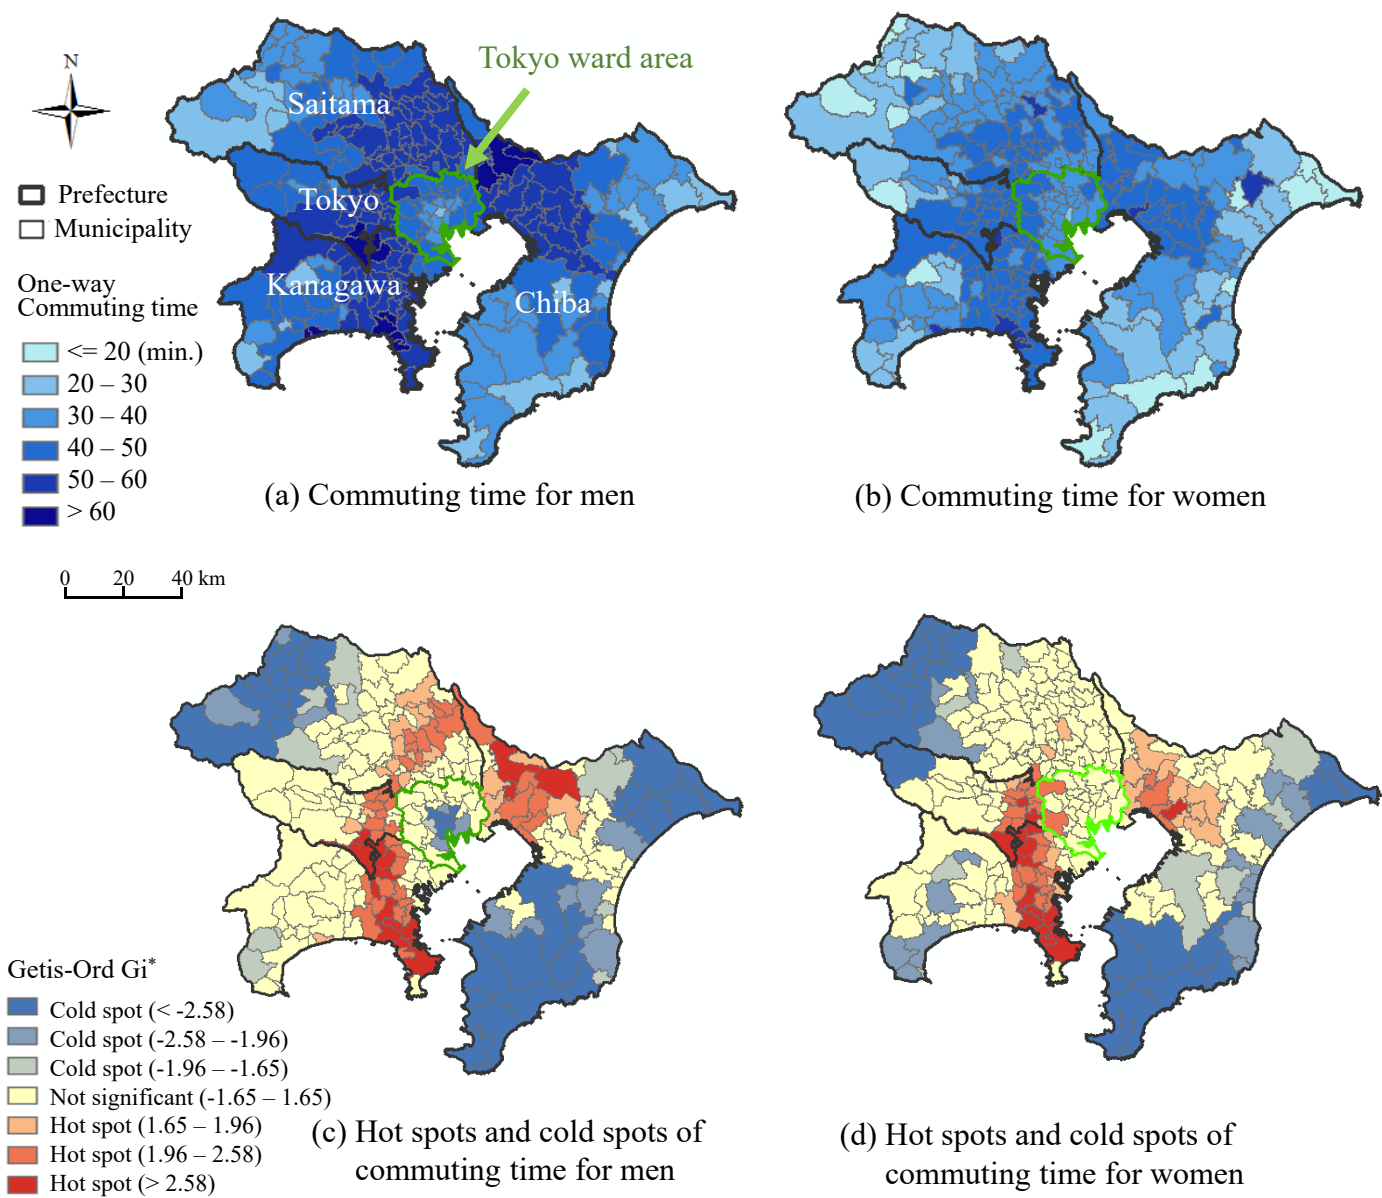 Tokyo ward area
N
Saitama
Tokyo
Kanagawa
Chiba
Prefecture
Municipality
One-way
Commuting time
<= 20 (min.)
20 – 30
30 – 40
40 – 50
50 – 60
> 60
(a) Commuting time for men
(b) Commuting time for women
0 20 40 km
Getis-Ord Gi*
Cold spot (< -2.58)
Cold spot (-2.58 – -1.96)
Cold spot (-1.96 – -1.65)
Not significant (-1.65 – 1.65)
Hot spot (1.65 – 1.96)
Hot spot (1.96 – 2.58)
Hot spot (> 2.58)
(c) Hot spots and cold spots of
commuting time for men
(d) Hot spots and cold spots of
commuting time for women